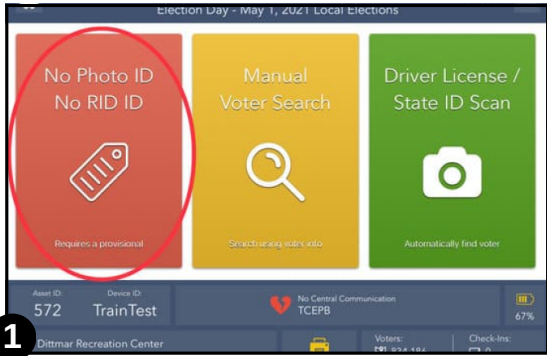 Election Day - May 1, 2021 Local Elections
No Photo ID
No RID ID
Requires a provisional
Manual
Voter Search
Search using voter info
Driver License /
State ID Scan
Automatically find voter
Asset ID:
572
Device ID:
TrainTest
No Central Communication
TCEPB
67%
1
Dittmar Recreation Center
Voters:
Check-Ins: